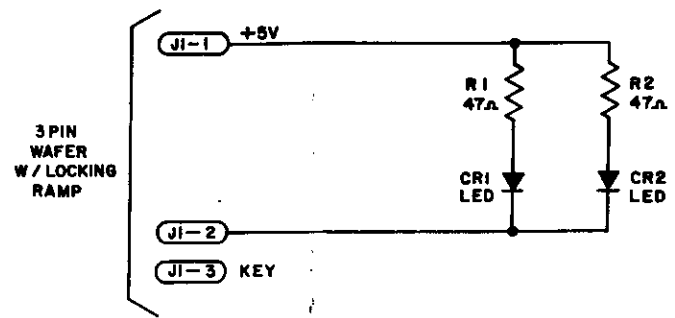 J1-1
+5V
R1
47Ω
R2
47Ω
3 PIN
WAFER
W/LOCKING
RAMP
CR1
LED
CR2
LED
J1-2
J1-3 KEY